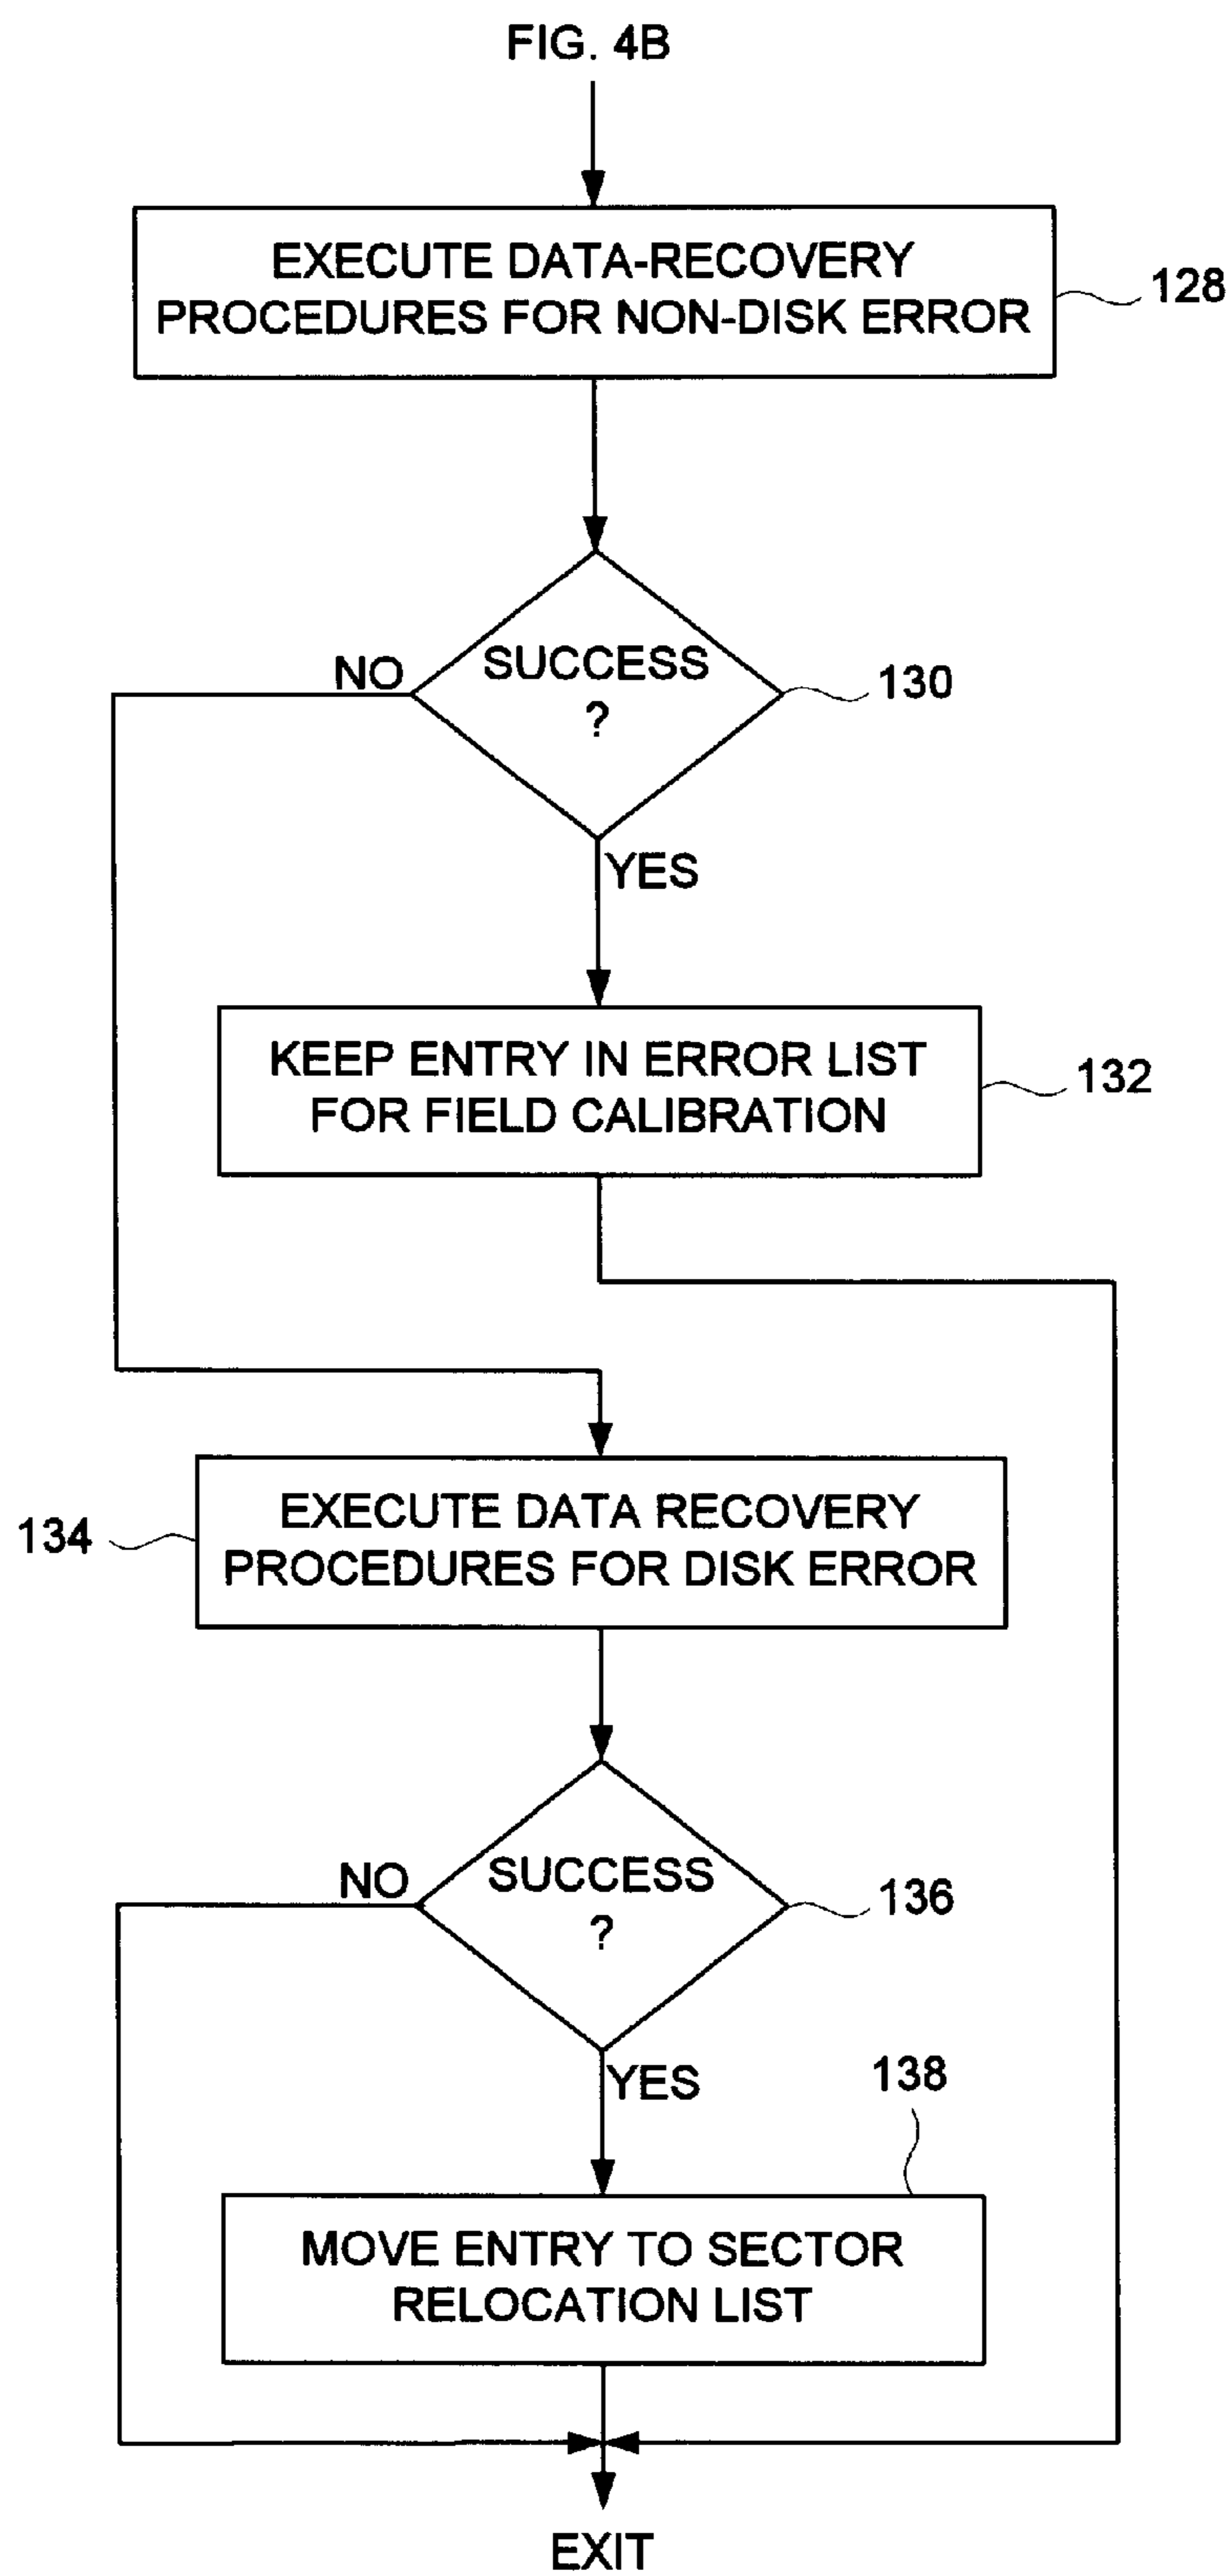 FIG. 4B
EXECUTE DATA-RECOVERY
PROCEDURES FOR NON-DISK ERROR
128
NO
SUCCESS
?
130
YES
KEEP ENTRY IN ERROR LIST
FOR FIELD CALIBRATION
132
EXECUTE DATA RECOVERY
PROCEDURES FOR DISK ERROR
134
NO
SUCCESS
?
136
YES
138
MOVE ENTRY TO SECTOR
RELOCATION LIST
EXIT